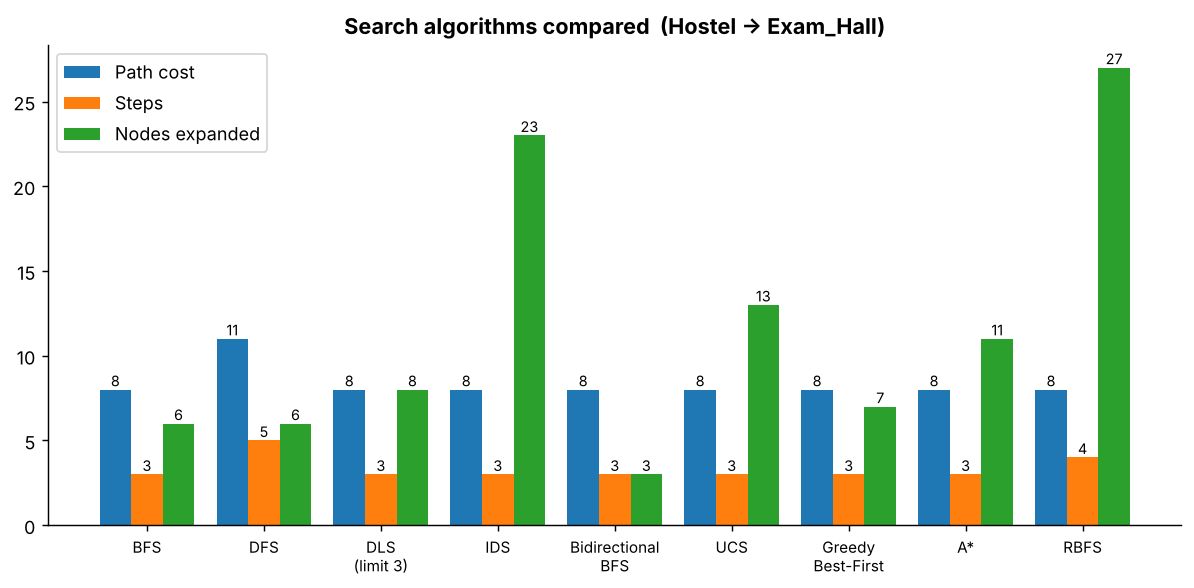 Search algorithms compared (Hostel → Exam_Hall)
Path cost
Steps
Nodes expanded
25
20
15
10
5
0
8
3
6
11
5
6
8
3
8
8
3
23
8
3
3
8
3
13
8
3
7
8
3
11
8
4
27
BFS
DFS
DLS
(limit 3)
IDS
Bidirectional
BFS
UCS
Greedy
Best-First
A*
RBFS